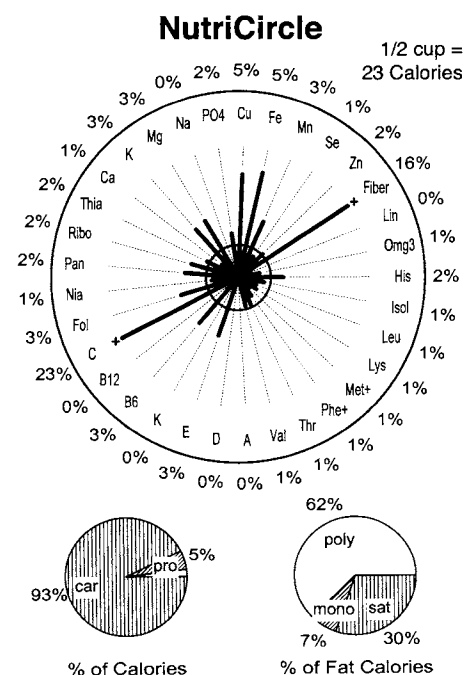 NutriCircle
1/2 cup =
23 Calories
5%
Cu
5%
Fe
3%
Mn
1%
Se
2%
Zn
16%
Fiber
+
0%
Lin
1%
Omg3
2%
His
1%
Isol
1%
Leu
1%
Lys
1%
Met+
1%
Phe+
1%
Thr
1%
Val
0%
A
0%
D
3%
E
0%
K
3%
B6
0%
B12
23%
C
+
3%
Fol
1%
Nia
2%
Pan
2%
Ribo
2%
Thia
1%
Ca
3%
K
3%
Mg
0%
Na
2%
PO4
5%
pro
93%
car
% of Calories
62%
poly
mono
sat
7%
30%
% of Fat Calories